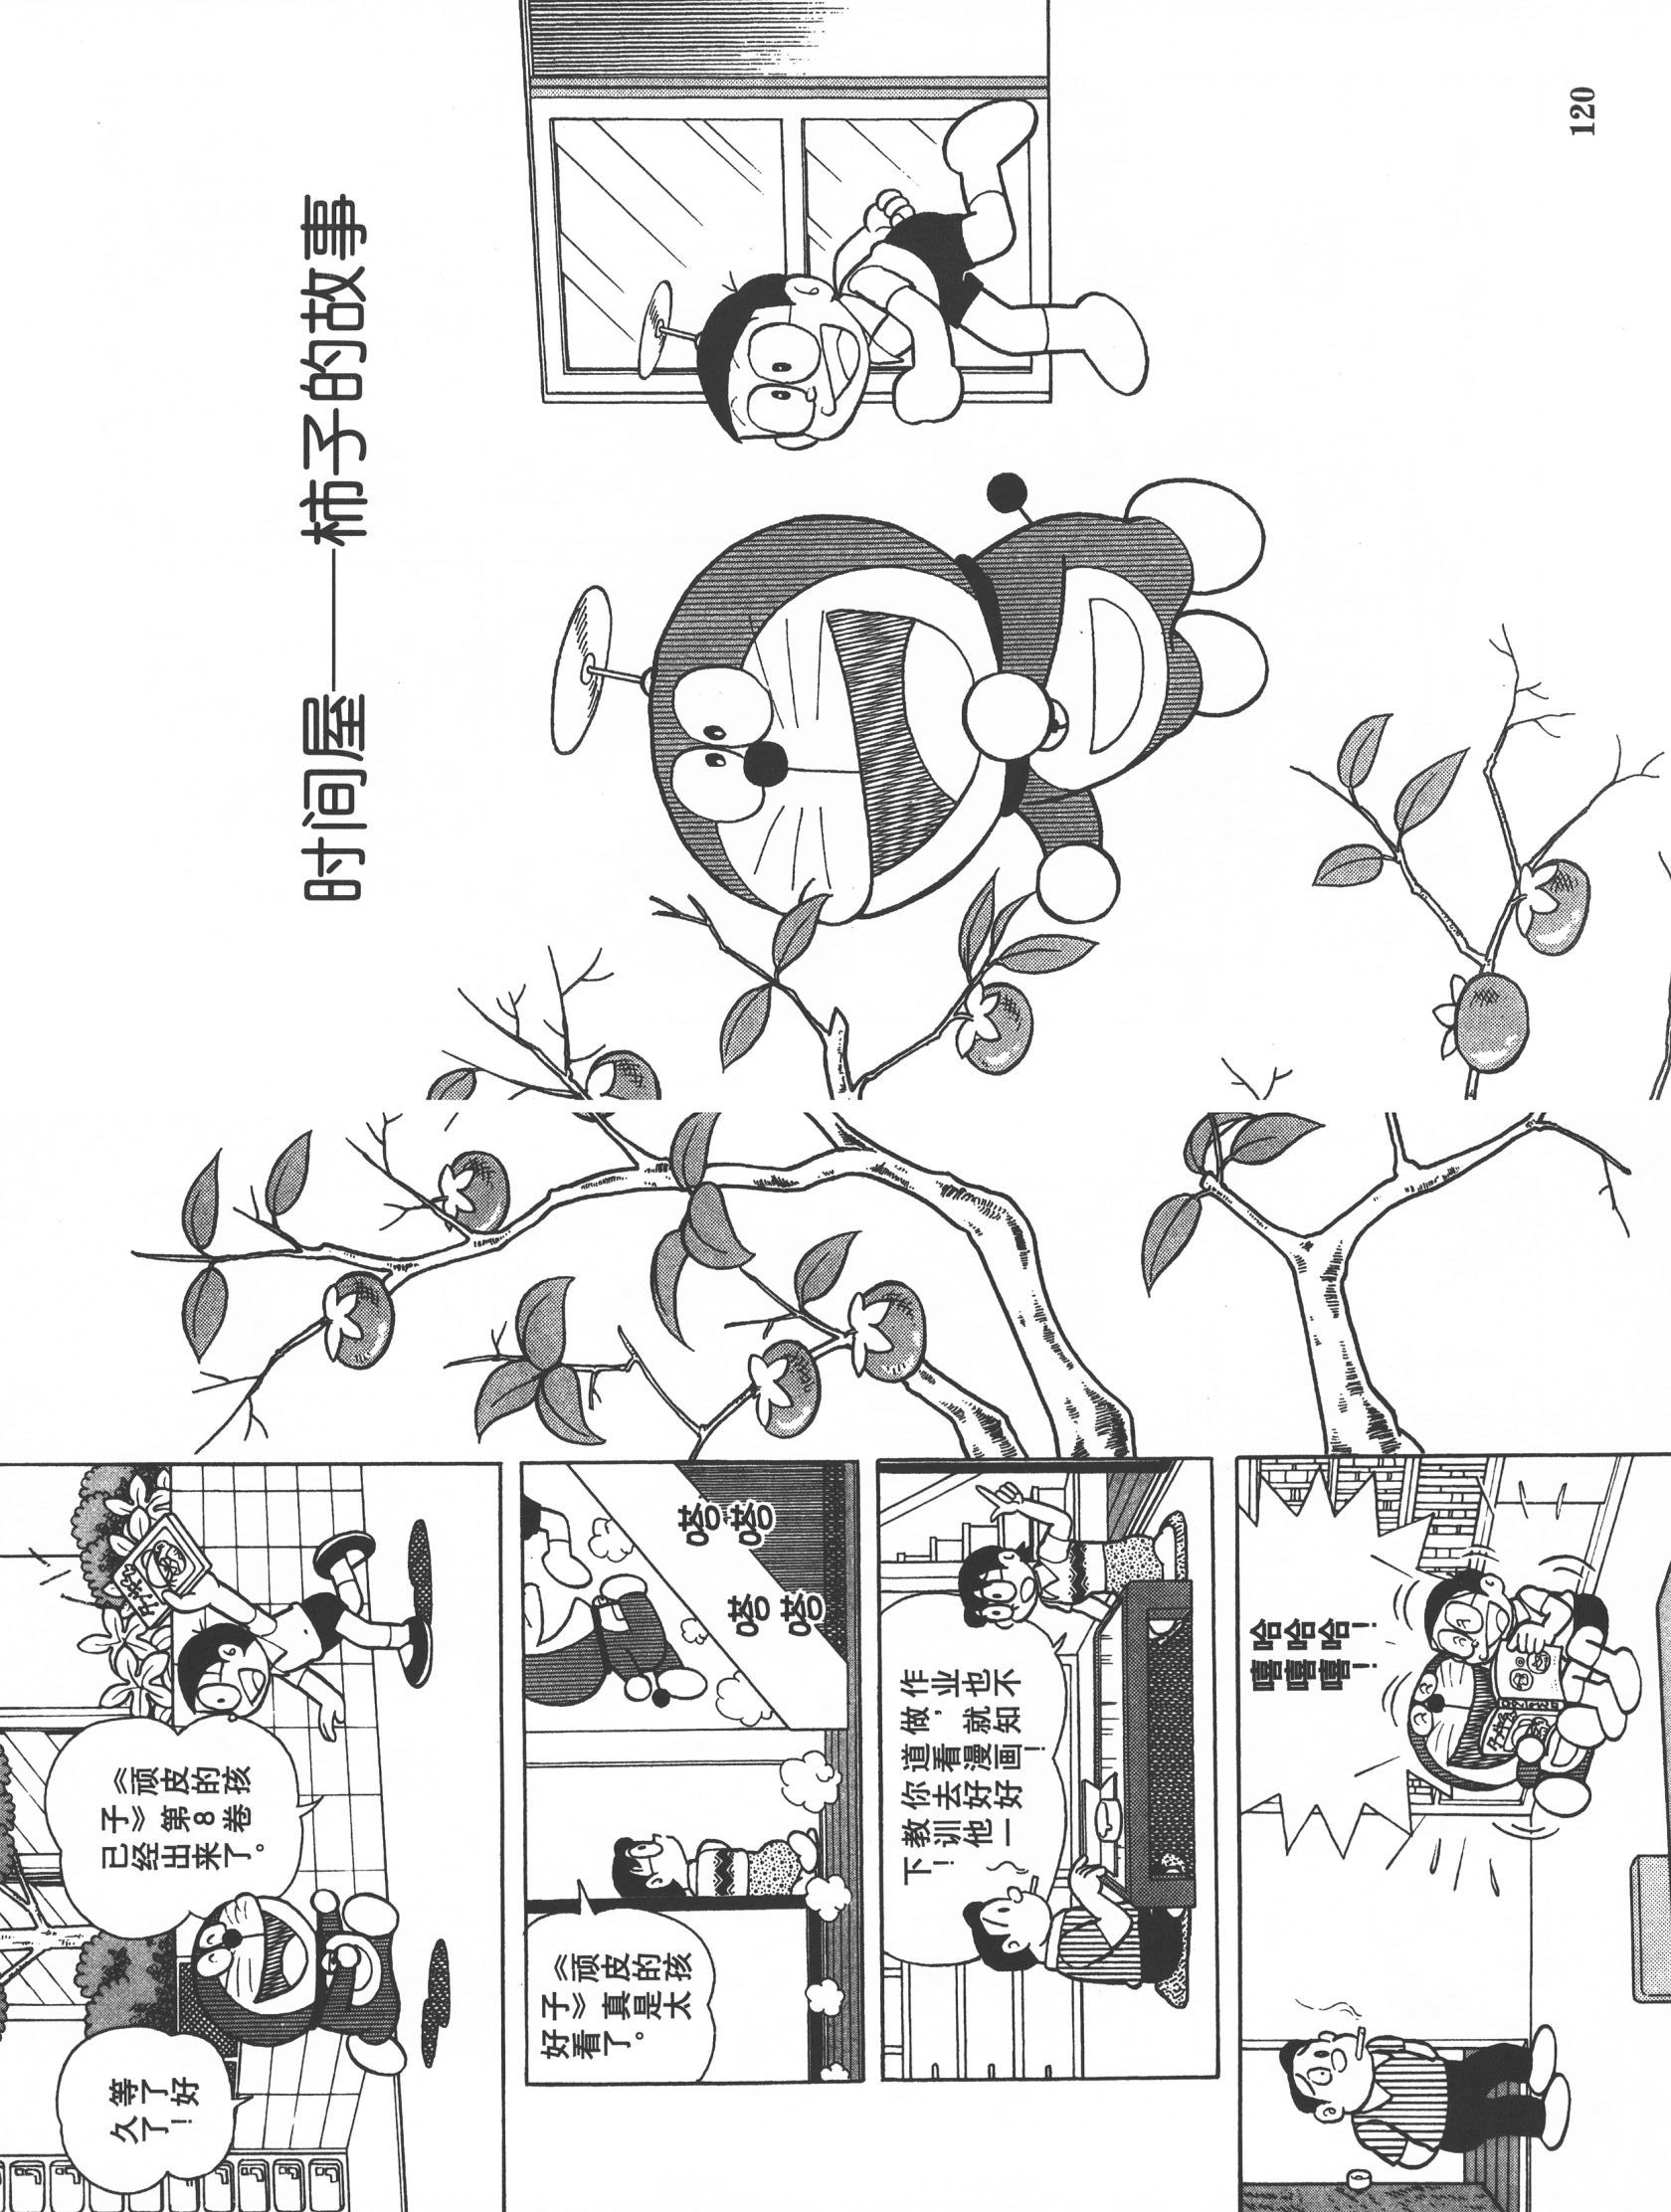 时间屋——柿子的故事
120
《顽皮的孩
子》第8卷
已经出来了。
等了好
久了!
嗒嗒
嗒嗒
《顽皮的孩
子》真是太
好看了。
作业也不
做，就知
道看漫画!
你去好好
教训他一
下!
哈哈哈!
嘻嘻嘻!